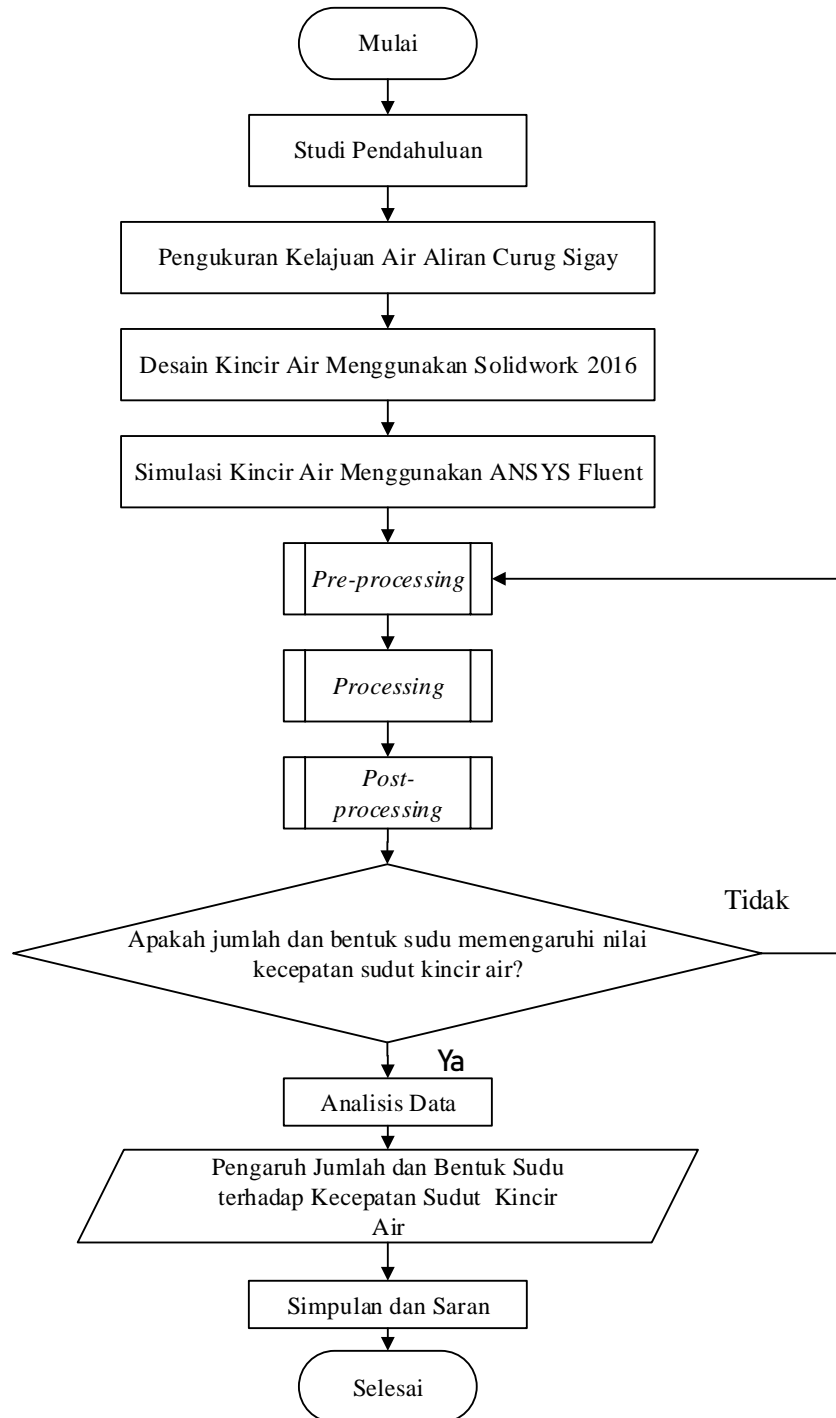 Mulai
Studi Pendahuluan
Pengukuran Kelajuan Air Aliran Curug Sigay
Desain Kincir Air Menggunakan Solidwork 2016
Simulasi Kincir Air Menggunakan ANSYS Fluent
Pre-processing
Processing
Post-
processing
Tidak
Apakah jumlah dan bentuk sudu memengaruhi nilai
kecepatan sudut kincir air?
Ya
Analisis Data
Pengaruh Jumlah dan Bentuk Sudu
terhadap Kecepatan Sudut Kincir
Air
Simpulan dan Saran
Selesai